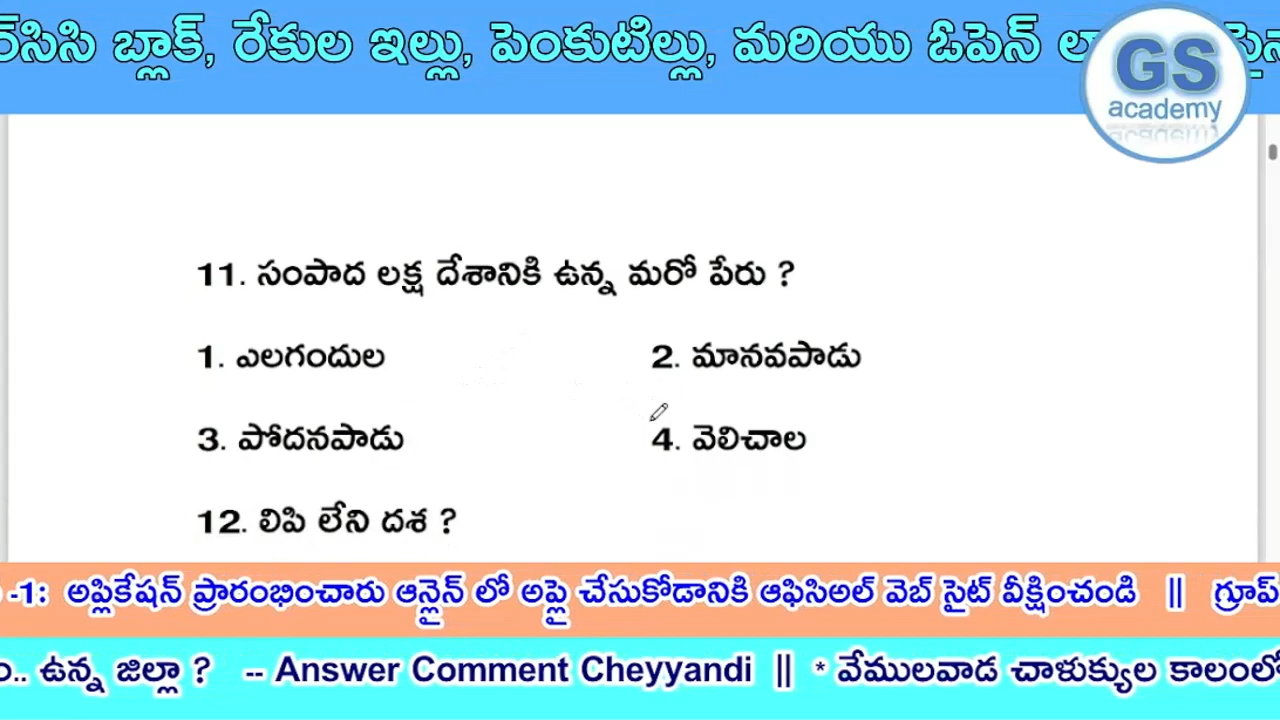 బ్లాక్, రేకుల ఇల్లు, పెంకుటిల్లు, మరియు ఓపెన్
GS
academy
11. సంపాద లక్ష దేశానికి ఉన్న మరో పేరు ?
1. ఎలగందుల 2. మానవపాడు
3. పోదనపాడు 4. వెలిచాల
12. లిపి లేని దశ ?
-1: అప్లికేషన్ ప్రారంభించారు ఆన్లైన్ లో అప్లై చేసుకోడానికి ఆఫిసిఅల్ వెబ్ సైట్ వీక్షించండి ||
.. ఉన్న జిల్లా ? -- Answer Comment Cheyyandi || * వేములవాడ చాళుక్యుల కాలంలో